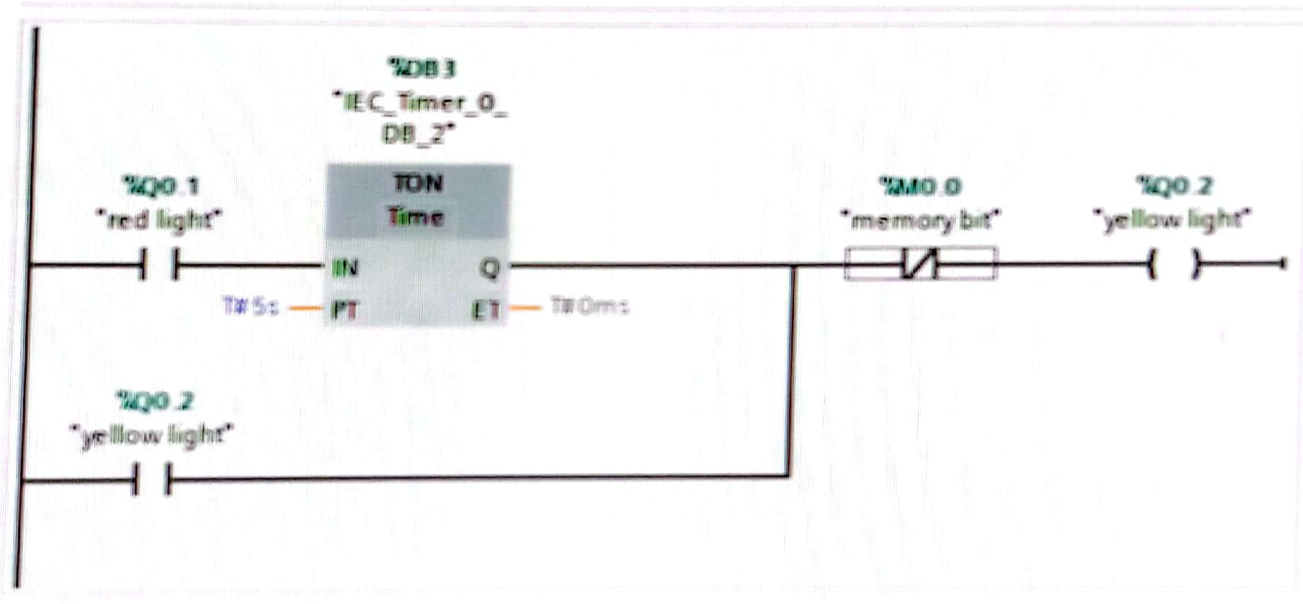 %DB3
"IEC_Timer_0_
DB_2"
TON
Time
%Q0.1
"red light"
%M0.0
"memory bit"
%Q0.2
"yellow light"
IN
Q
T#5s
PT
ET
T#0ms
%Q0.2
"yellow light"